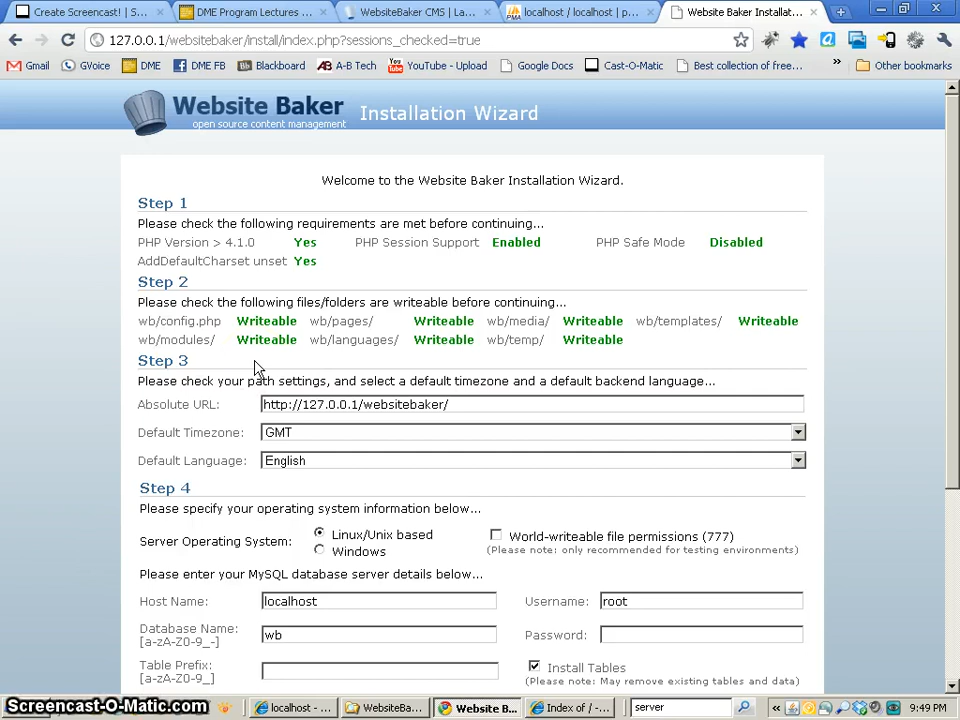 Create Screencast! | S...
DME Program Lectures ...
WebsiteBaker CMS | La...
localhost / localhost | p...
Website Baker Installat...
127.0.0.1/websitebaker/install/index.php?sessions_checked=true
Gmail GVoice DME DME FB Blackboard A-B Tech YouTube - Upload Google Docs Cast-O-Matic Best collection of free... » Other bookmarks
Website Baker
open source content management
Installation Wizard
Welcome to the Website Baker Installation Wizard.
Step 1
Please check the following requirements are met before continuing...
PHP Version > 4.1.0 Yes PHP Session Support Enabled PHP Safe Mode Disabled
AddDefaultCharset unset Yes
Step 2
Please check the following files/folders are writeable before continuing...
wb/config.php Writeable wb/pages/ Writeable wb/media/ Writeable wb/templates/ Writeable
wb/modules/ Writeable wb/languages/ Writeable wb/temp/ Writeable
Step 3
Please check your path settings, and select a default timezone and a default backend language...
Absolute URL: http://127.0.0.1/websitebaker/
Default Timezone: GMT
Default Language: English
Step 4
Please specify your operating system information below...
Server Operating System: Linux/Unix based
Windows
World-writeable file permissions (777)
(Please note: only recommended for testing environments)
Please enter your MySQL database server details below...
Host Name: localhost Username: root
Database Name: wb Password:
[a-zA-Z0-9_-]
Table Prefix: Install Tables
[a-zA-Z0-9_] (Please note: May remove existing tables and data)
Screencast-O-Matic.com
localhost - ... WebsiteBa... Website B... Index of / -... server « 9:49 PM